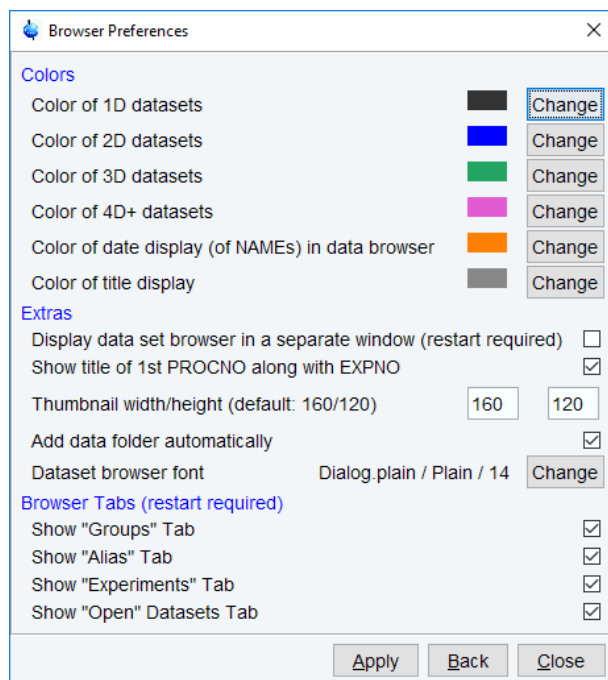 Browser Preferences
Colors
Color of 1D datasets Change
Color of 2D datasets Change
Color of 3D datasets Change
Color of 4D+ datasets Change
Color of date display (of NAMEs) in data browser Change
Color of title display Change
Extras
Display data set browser in a separate window (restart required)
Show title of 1st PROCNO along with EXPNO
Thumbnail width/height (default: 160/120) 160 120
Add data folder automatically
Dataset browser font Dialog.plain / Plain / 14 Change
Browser Tabs (restart required)
Show "Groups" Tab
Show "Alias" Tab
Show "Experiments" Tab
Show "Open" Datasets Tab
Apply Back Close